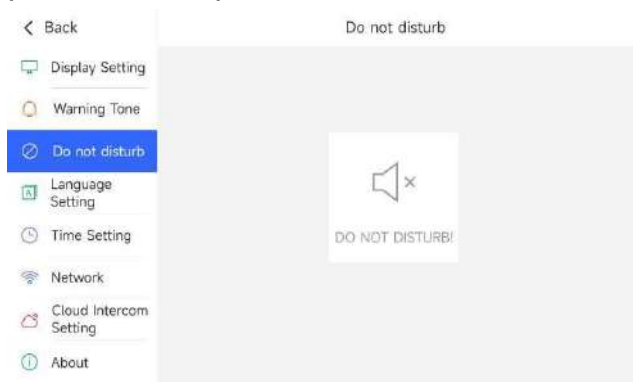 Back
Do not disturb
Display Setting
Warning Tone
Do not disturb
Language
Setting
Time Setting
Network
Cloud Intercom
Setting
About
DO NOT DISTURB!